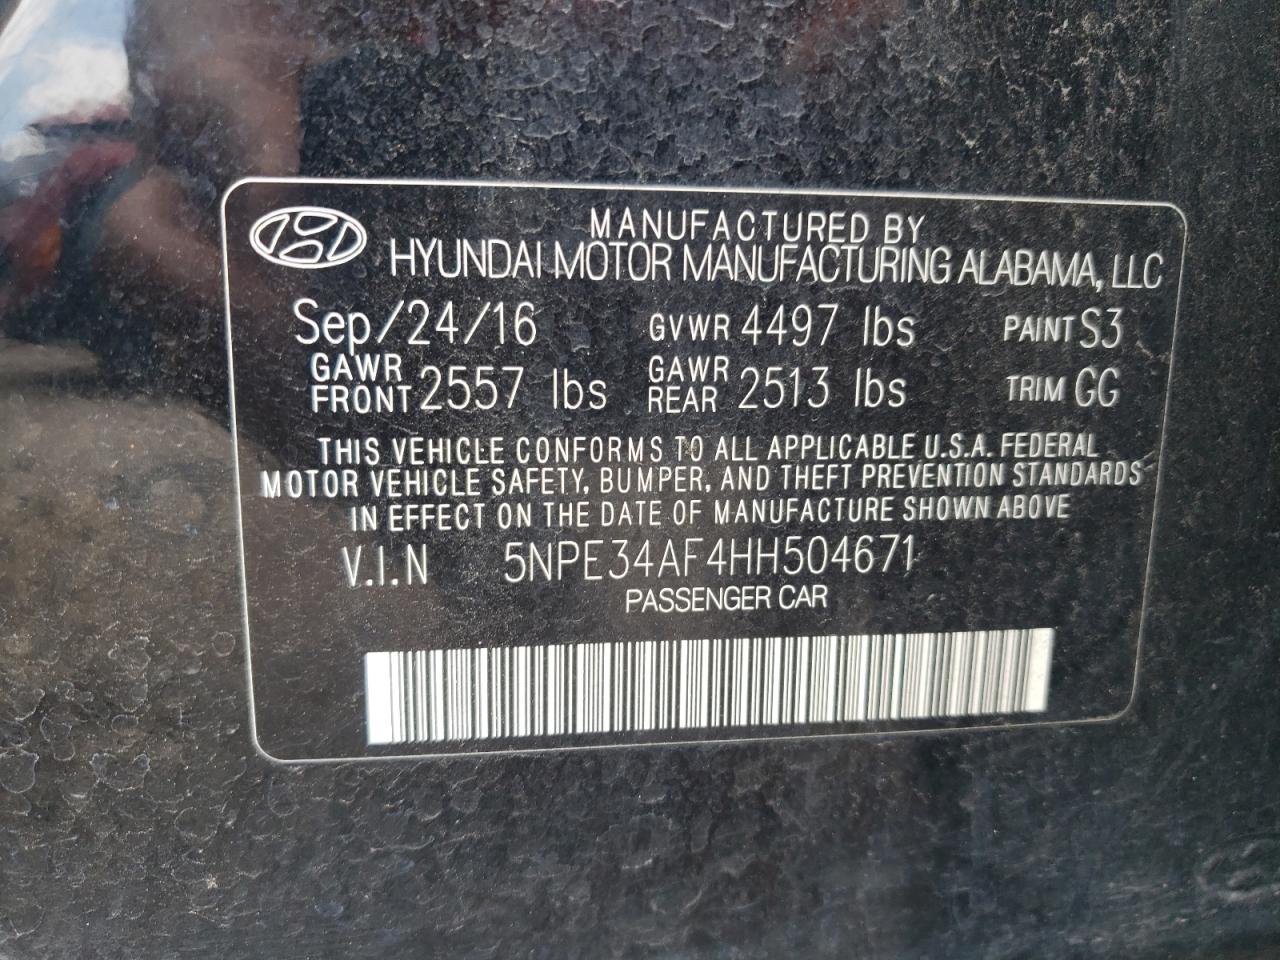 MANUFACTURED BY
HYUNDAI MOTOR MANUFACTURING ALABAMA, LLC
Sep/24/16 GVWR 4497 lbs PAINT S3
GAWR FRONT 2557 lbs GAWR REAR 2513 lbs TRIM GG
THIS VEHICLE CONFORMS TO ALL APPLICABLE U.S.A. FEDERAL
MOTOR VEHICLE SAFETY, BUMPER, AND THEFT PREVENTION STANDARDS
IN EFFECT ON THE DATE OF MANUFACTURE SHOWN ABOVE
V.I.N 5NPE34AF4HH504671
PASSENGER CAR